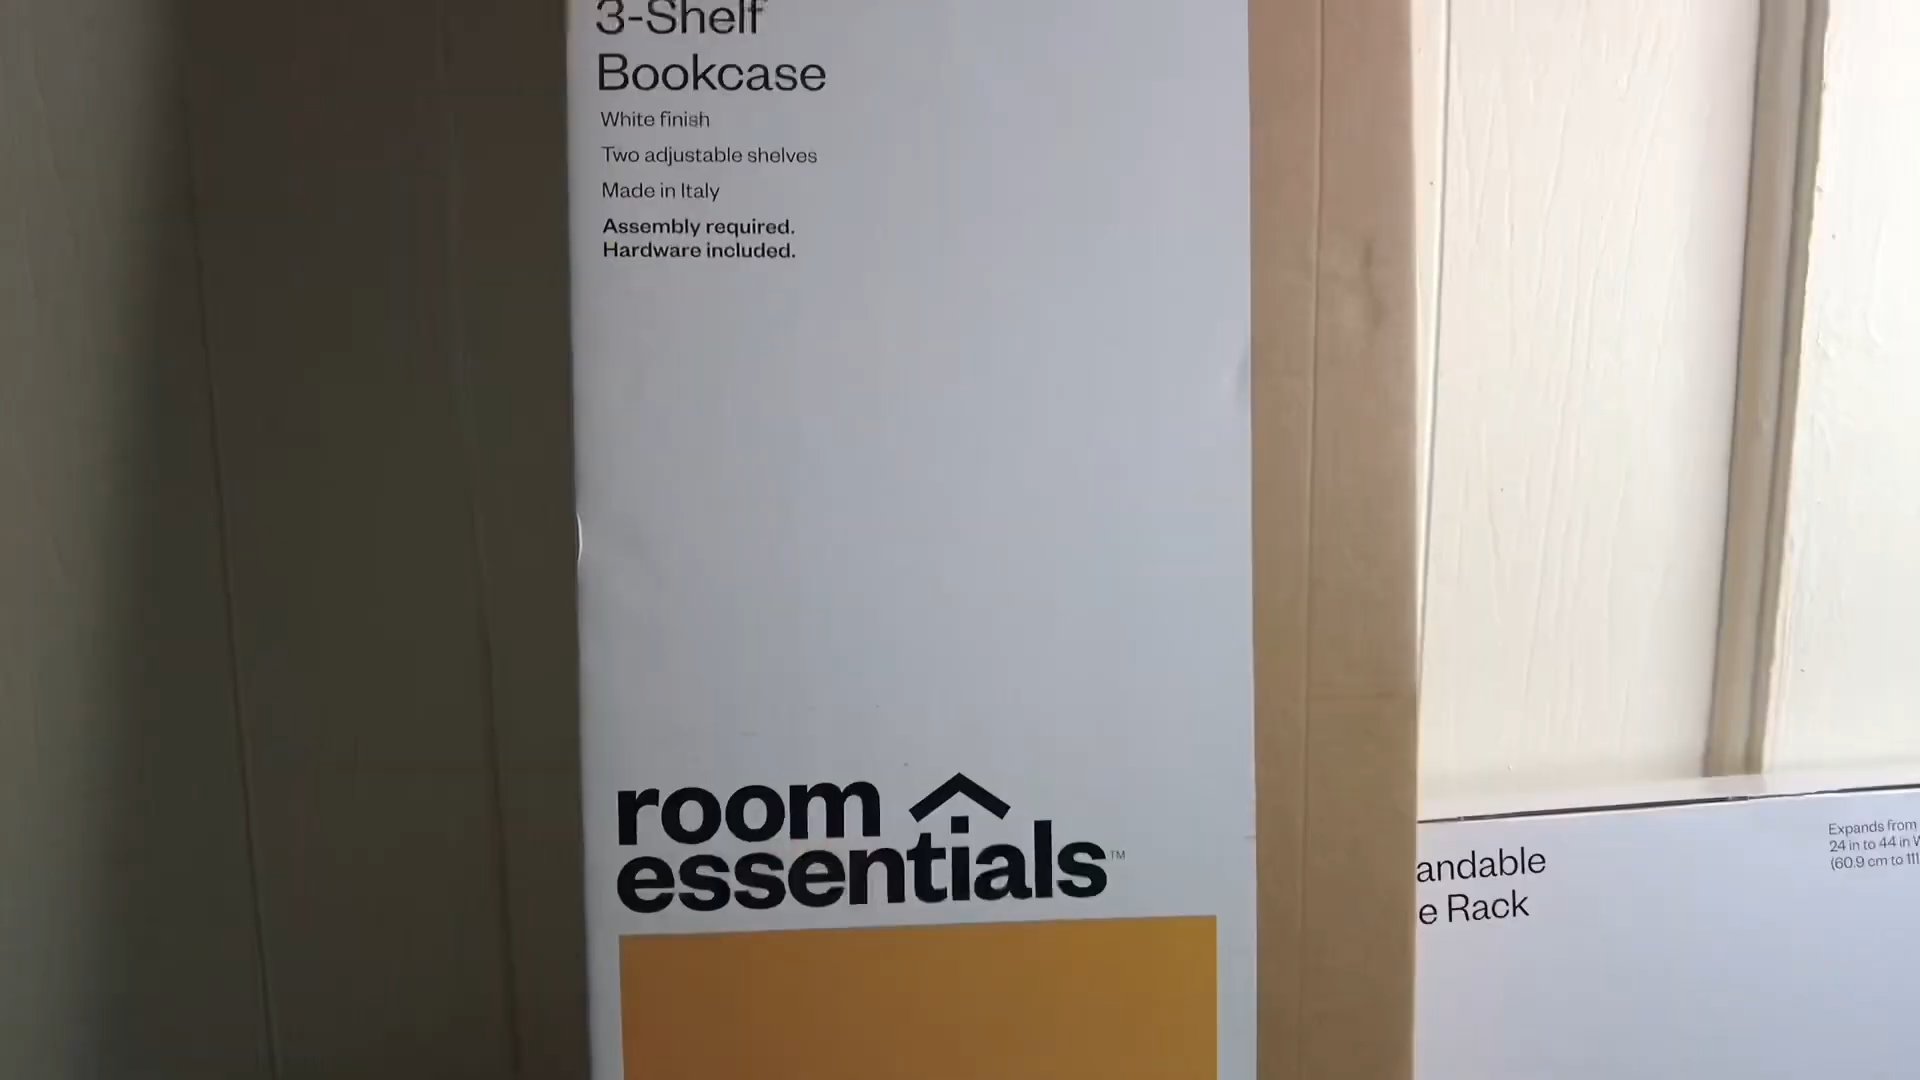 3-Shelf
Bookcase
White finish
Two adjustable shelves
Made in Italy
Assembly required.
Hardware included.
room
essentials™
andable
e Rack
Expands from
24 in to 44 in W
(60.9 cm to 111